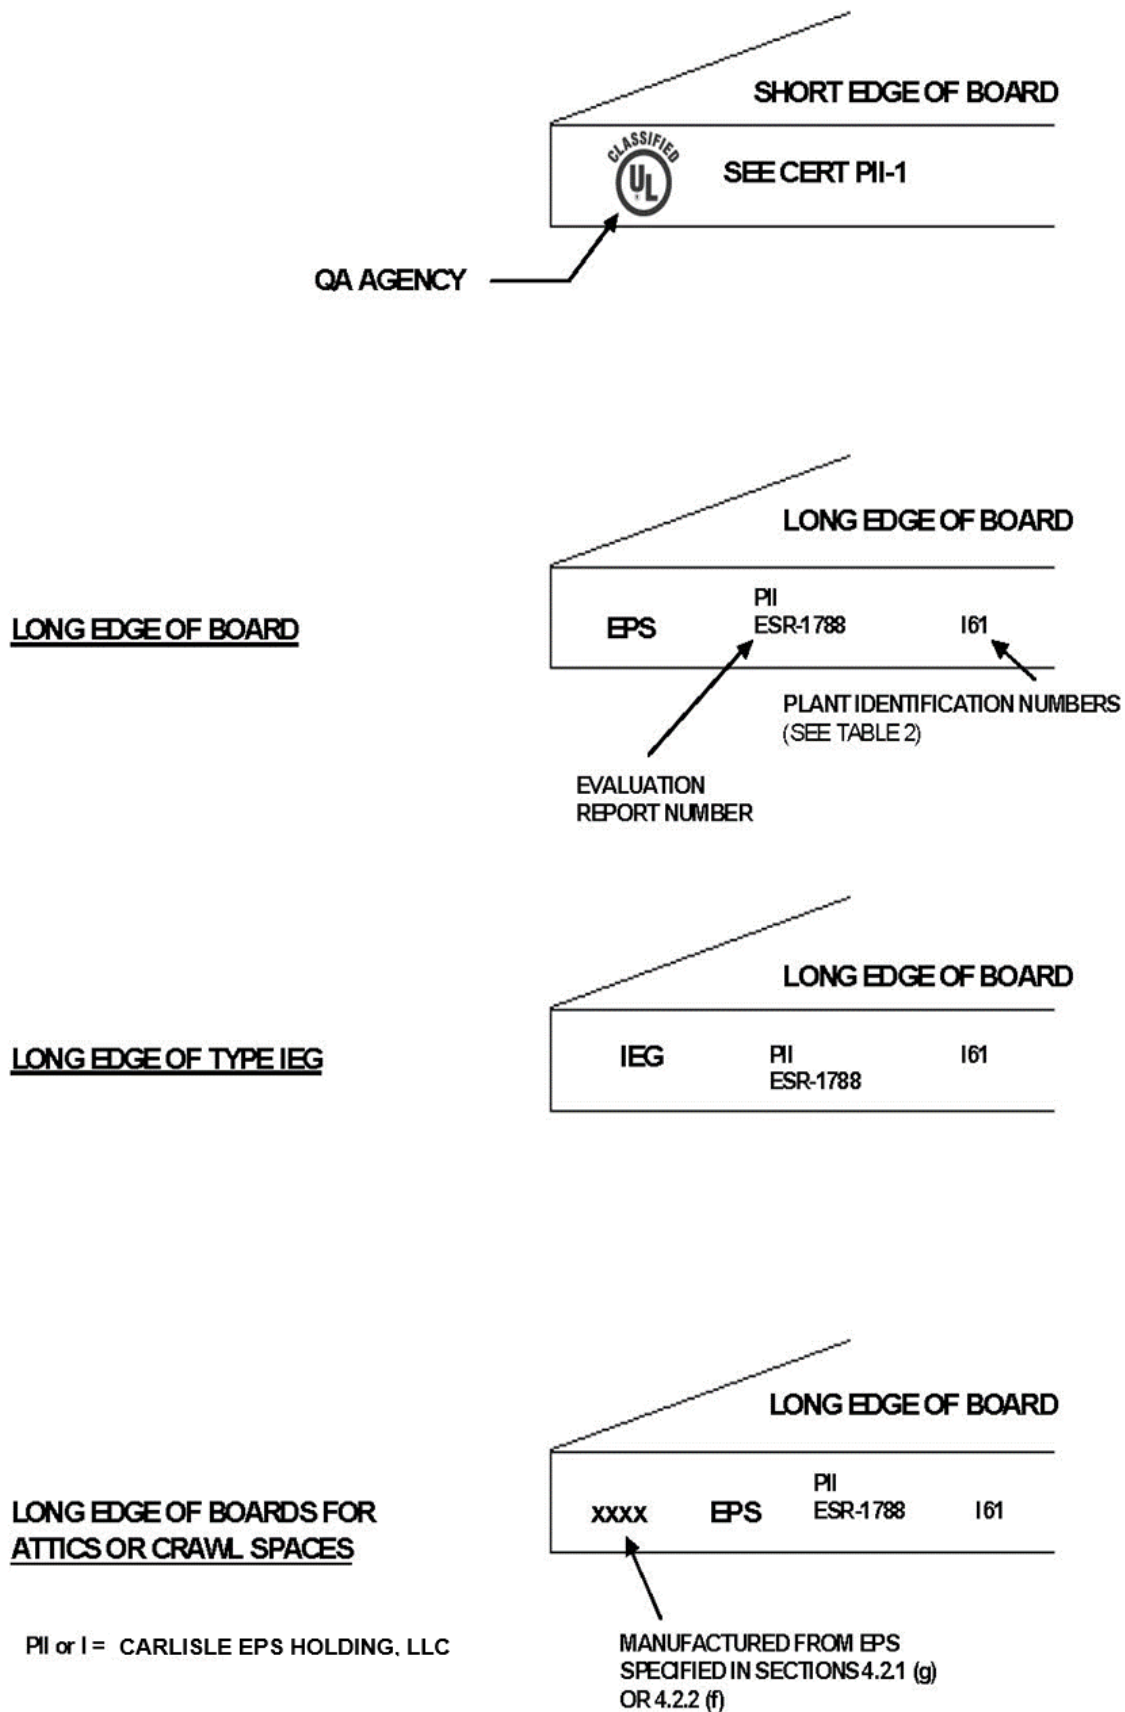 SHORT EDGE OF BOARD
CLASSIFIED
UL
®
SEE CERT PII-1
QA AGENCY
LONG EDGE OF BOARD
LONG EDGE OF BOARD
EPS
PII
ESR-1788
I61
PLANT IDENTIFICATION NUMBERS
(SEE TABLE 2)
EVALUATION
REPORT NUMBER
LONG EDGE OF BOARD
LONG EDGE OF TYPE IEG
IEG
PII
ESR-1788
I61
LONG EDGE OF BOARD
LONG EDGE OF BOARDS FOR
ATTICS OR CRAWL SPACES
xxxx
EPS
PII
ESR-1788
I61
PII or I = CARLISLE EPS HOLDING, LLC
MANUFACTURED FROM EPS
SPECIFIED IN SECTIONS 4.2.1 (g)
OR 4.2.2 (f)